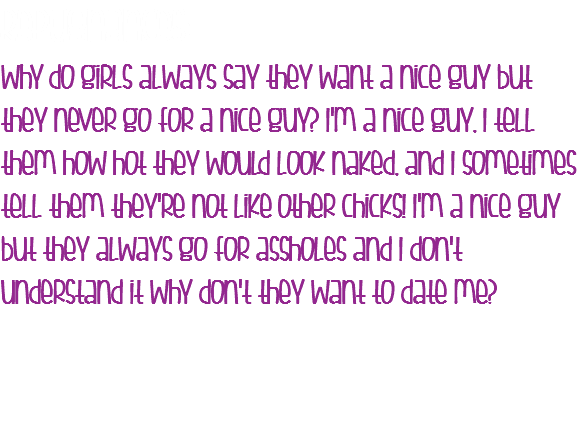 Why do girls always say they want a nice guy but
they never go for a nice guy? I'm a nice guy. I tell
them how hot they would look naked. and I sometimes
tell them they're not like other chicks! I'm a nice guy
but they always go for assholes and I don't
understand it why don't they want to date me?